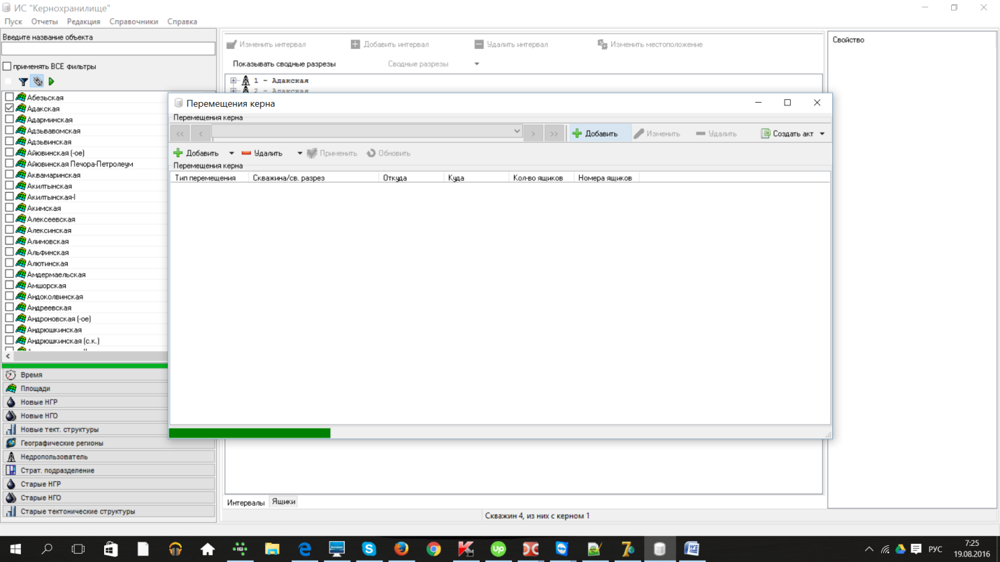 ИС "Кернохранилище"
Пуск Отчеты Редакция Справочники Справка
Введите название объекта
применять ВСЕ фильтры
Абезьская
Адакская
Адарминская
Адзьвавомская
Адзьвинская
Айювинская (-ое)
Айювинская Печора-Петролеум
Аквамаринская
Акилтынская
Акилтынская-I
Акимская
Алексеевская
Алексинская
Алимовская
Альфинская
Алютинская
Амдермаельская
Амшорская
Андоколвинская
Андреевская
Андроновская (-ое)
Андрюшкинская
Андрюшкинская (с.к.)
Время
Площади
Новые НГР
Новые НГО
Новые тект. структуры
Географические регионы
Недропользователь
Страт. подразделение
Старые НГР
Старые НГО
Старые тектонические структуры
Изменить интервал Добавить интервал Удалить интервал Изменить местоположение
Показывать сводные разрезы Сводные разрезы
1 - Адакская
2 - Адакская
Свойство
Перемещения керна
Перемещения керна
<< < > >> Добавить Изменить Удалить Создать акт
Добавить Удалить Применить Обновить
Перемещения керна
Тип перемещения Скважина/св. разрез Откуда Куда Кол-во ящиков Номера ящиков
Интервалы Ящики
Скважин 4, из них с керном 1
РУС
7:25
19.08.2016